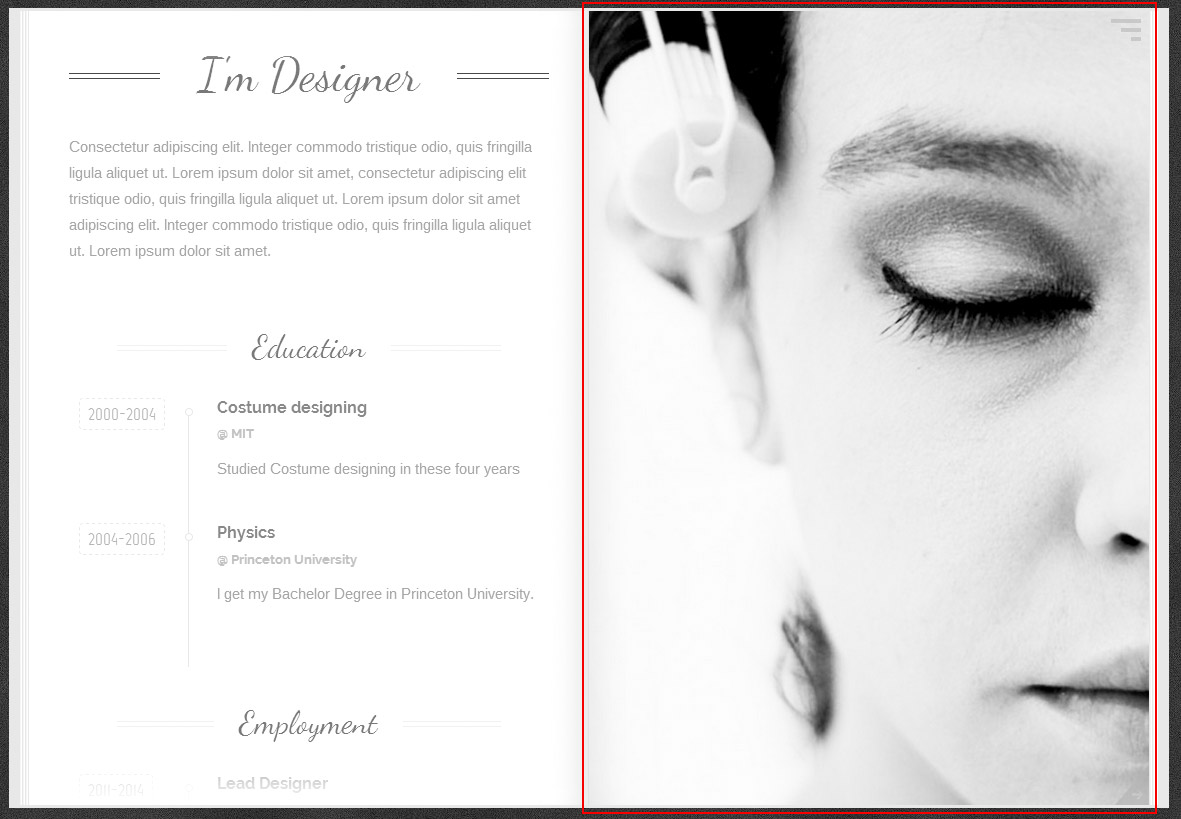 I'm Designer
Consectetur adipiscing elit. Integer commodo tristique odio, quis fringilla
ligula aliquet ut. Lorem ipsum dolor sit amet, consectetur adipiscing elit
tristique odio, quis fringilla ligula aliquet ut. Lorem ipsum dolor sit amet
adipiscing elit. Integer commodo tristique odio, quis fringilla ligula aliquet
ut. Lorem ipsum dolor sit amet.
Education
2000-2004
Costume designing
@ MIT
Studied Costume designing in these four years
2004-2006
Physics
@ Princeton University
I get my Bachelor Degree in Princeton University.
Employment
2011-2014
Lead Designer